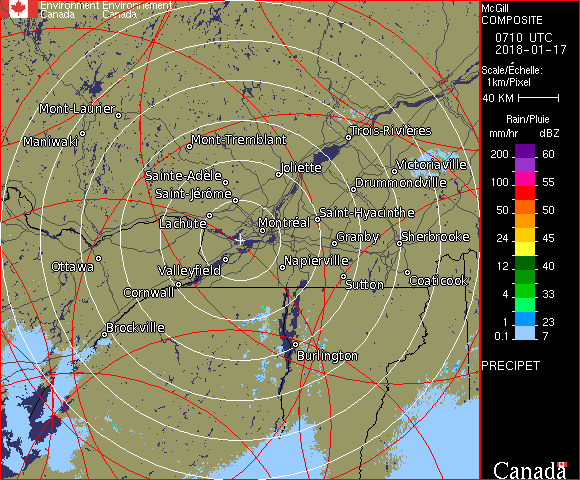 Environment Environnement
Canada Canada
McGill
COMPOSITE
0710 UTC
2018-01-17
Scale/Échelle:
1km/Pixel
40 KM
Rain/Pluie
mm/hr dBZ
200 60
150 57
100 55
50 50
24 45
12 40
4 33
1 23
0.1 7
PRECIPET
Canada
Mont-Laurier
Maniwaki
Mont-Tremblant
Trois-Rivières
Sainte-Adèle
Joliette
Victoriaville
Saint-Jérôme
Drummondville
Lachute
Montréal
Saint-Hyacinthe
Granby
Sherbrooke
Ottawa
Valleyfield
Napierville
Cornwall
Sutton
Coaticook
Brockville
Burlington